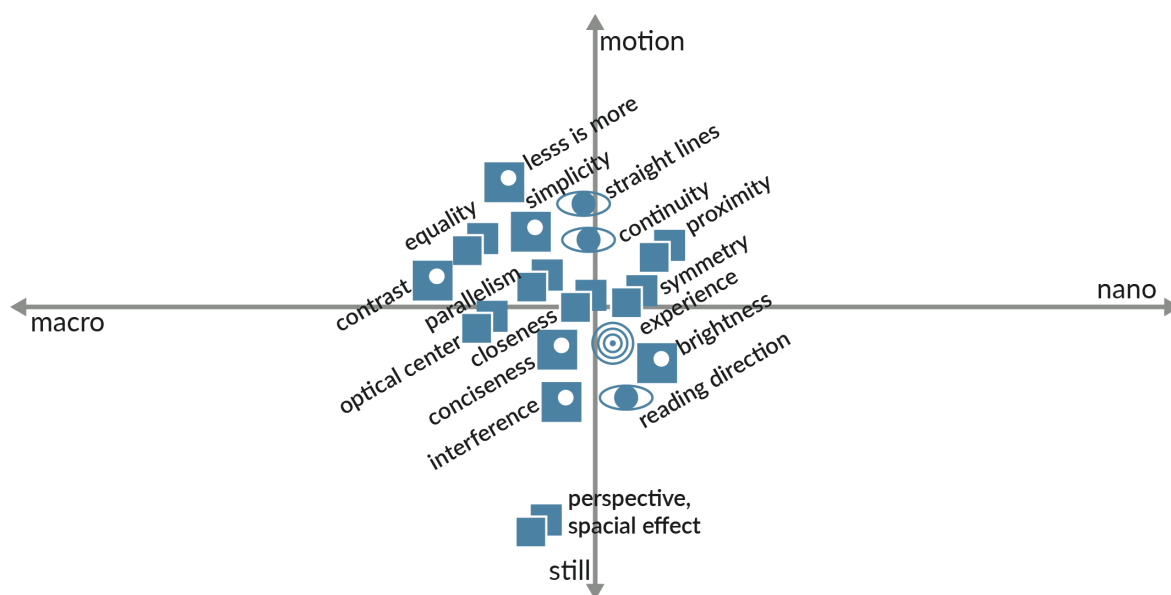 motion
lesss is more
straight lines
simplicity
continuity
proximity
equality
symmetry
parallelism
contrast
experience
nano
macro
brightness
closeness
optical center
reading direction
conciseness
interference
perspective,
spacial effect
still